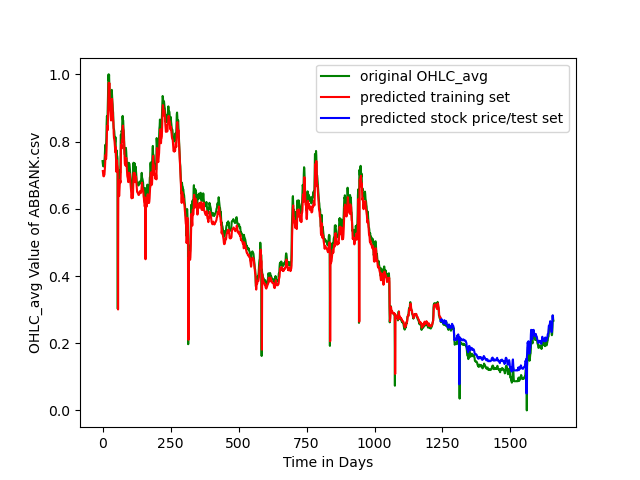 original OHLC_avg
predicted training set
predicted stock price/test set
OHLC_avg Value of ABBANK.csv
1.0
0.8
0.6
0.4
0.2
0.0
0 250 500 750 1000 1250 1500
Time in Days